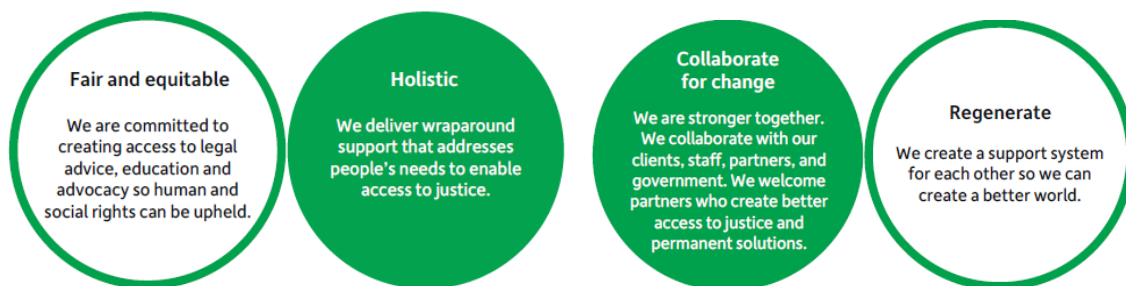 Fair and equitable
We are committed to
creating access to legal
advice, education and
advocacy so human and
social rights can be upheld.
Holistic
We deliver wraparound
support that addresses
people's needs to enable
access to justice.
Collaborate
for change
We are stronger together.
We collaborate with our
clients, staff, partners, and
government. We welcome
partners who create better
access to justice and
permanent solutions.
Regenerate
We create a support system
for each other so we can
create a better world.